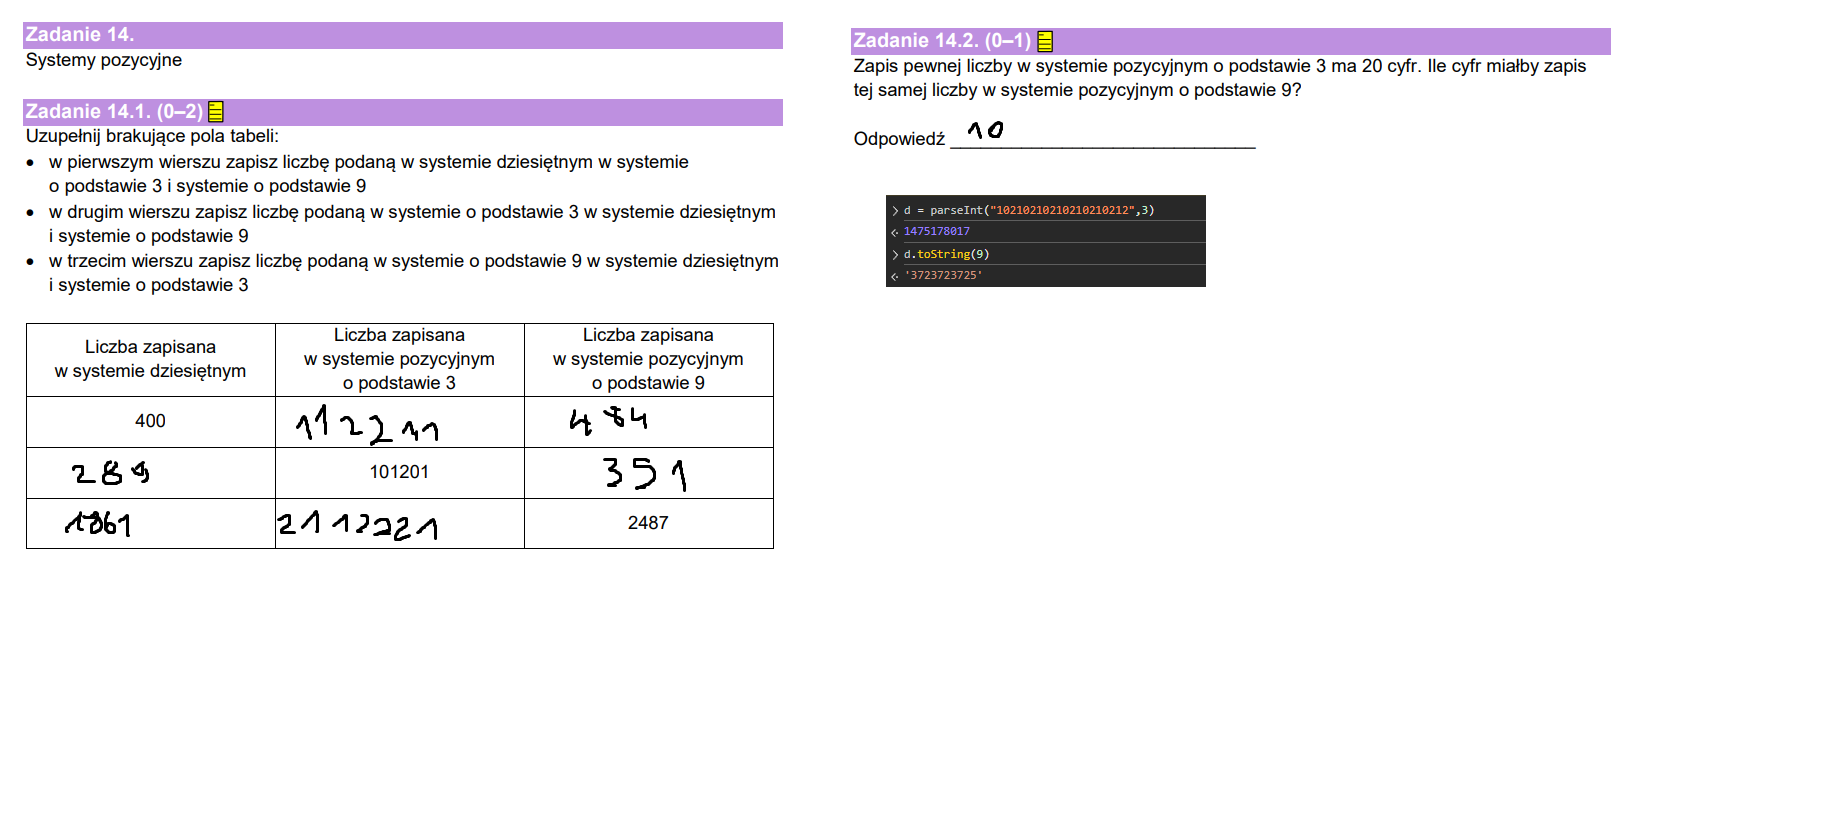 Zadanie 14.
Systemy pozycyjne
Zadanie 14.1. (0–2)
Uzupełnij brakujące pola tabeli:
• w pierwszym wierszu zapisz liczbę podaną w systemie dziesiętnym w systemie
o podstawie 3 i systemie o podstawie 9
• w drugim wierszu zapisz liczbę podaną w systemie o podstawie 3 w systemie dziesiętnym
i systemie o podstawie 9
• w trzecim wierszu zapisz liczbę podaną w systemie o podstawie 9 w systemie dziesiętnym
i systemie o podstawie 3
Liczba zapisana
w systemie dziesiętnym
Liczba zapisana
w systemie pozycyjnym
o podstawie 3
Liczba zapisana
w systemie pozycyjnym
o podstawie 9
400
112211
484
289
101201
351
1861
2112221
2487
Zadanie 14.2. (0–1)
Zapis pewnej liczby w systemie pozycyjnym o podstawie 3 ma 20 cyfr. Ile cyfr miałby zapis
tej samej liczby w systemie pozycyjnym o podstawie 9?
Odpowiedź 10
> d = parseInt("10210210210210210212",3)
<· 1475178017
> d.toString(9)
<· '3723723725'